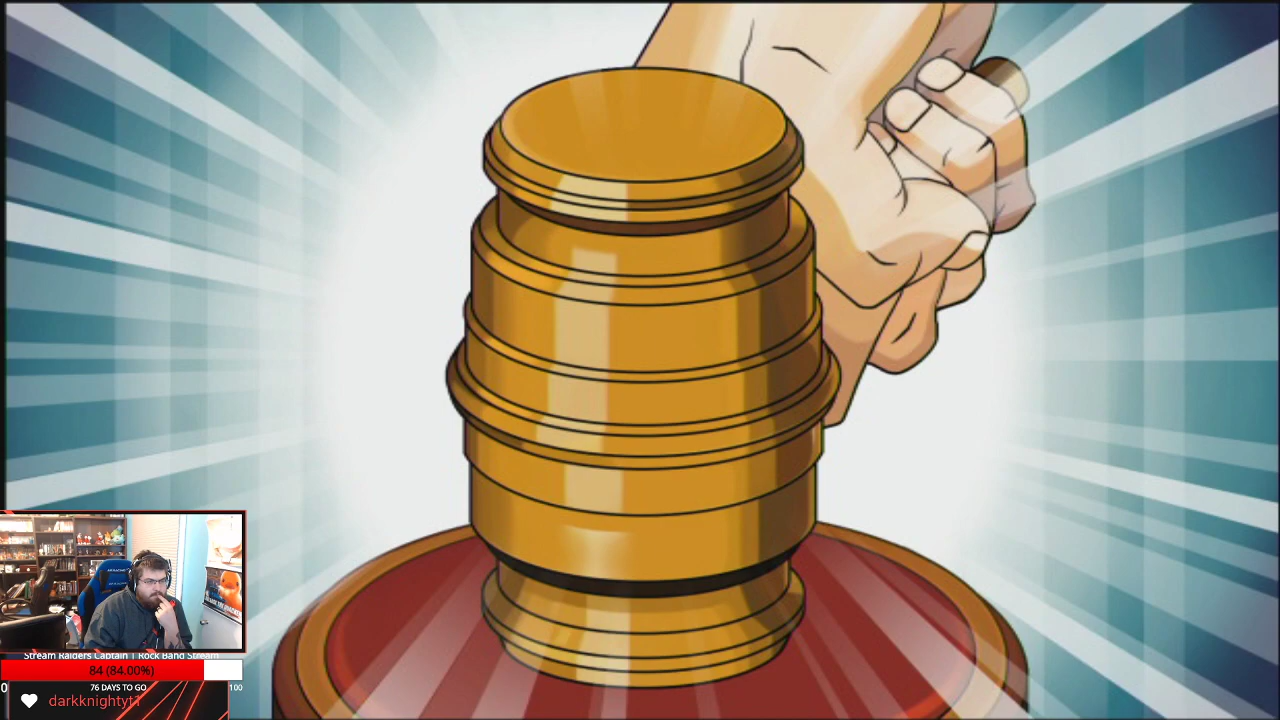 Stream Raiders Captain | Rock Band Stream
84 (84.00%)
0
76 DAYS TO GO
100
darkknightyt1